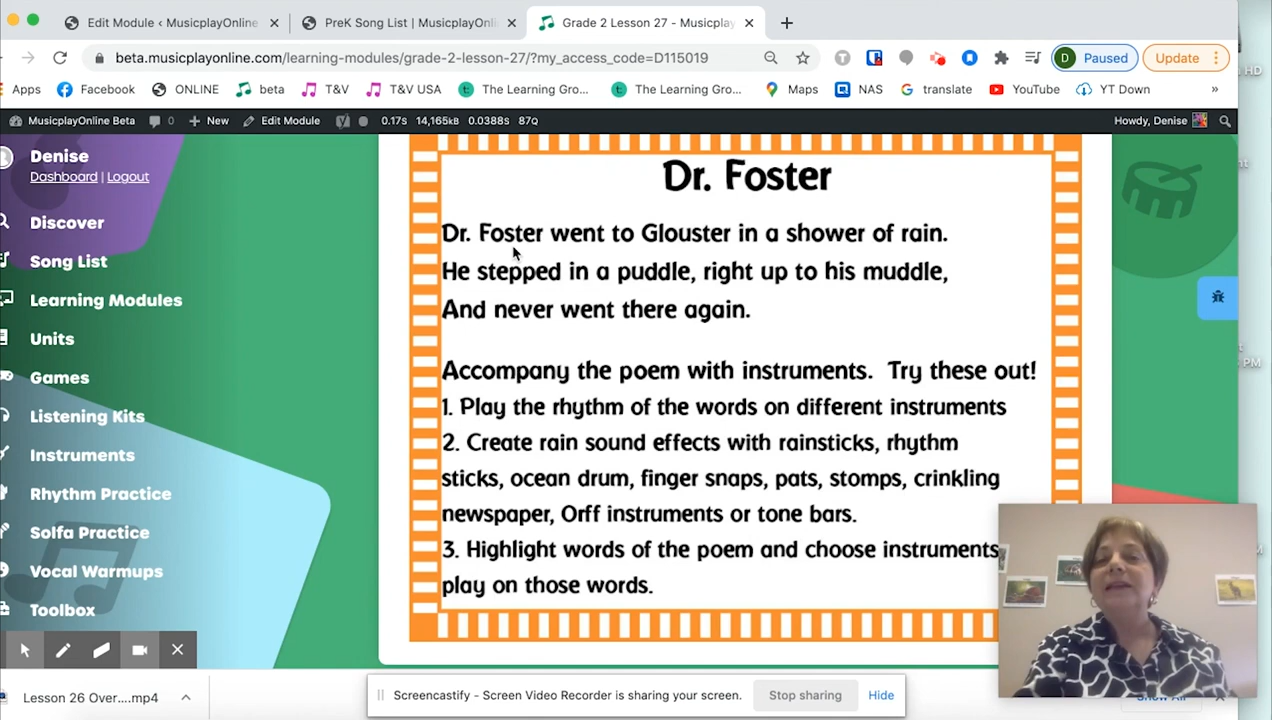 Edit Module ‹ MusicplayOnline
PreK Song List | MusicplayOnli
Grade 2 Lesson 27 - Musicplay
beta.musicplayonline.com/learning-modules/grade-2-lesson-27/?my_access_code=D115019
T
D Paused
Update
Apps
Facebook
ONLINE
beta
T&V
T&V USA
The Learning Gro...
The Learning Gro...
Maps
NAS
translate
YouTube
YT Down
»
HD
MusicplayOnline Beta
0
New
Edit Module
0.17s 14,165kB 0.0388s 87Q
Howdy, Denise
Denise
Dashboard | Logout
Discover
Song List
Learning Modules
Units
Games
Listening Kits
Instruments
Rhythm Practice
Solfa Practice
Vocal Warmups
Toolbox
Dr. Foster
Dr. Foster went to Glouster in a shower of rain.
He stepped in a puddle, right up to his muddle,
And never went there again.
Accompany the poem with instruments. Try these out!
1. Play the rhythm of the words on different instruments
2. Create rain sound effects with rainsticks, rhythm
sticks, ocean drum, finger snaps, pats, stomps, crinkling
newspaper, Orff instruments or tone bars.
3. Highlight words of the poem and choose instruments
play on those words.
PM
Lesson 26 Over....mp4
Screencastify - Screen Video Recorder is sharing your screen.
Stop sharing
Hide
Show All